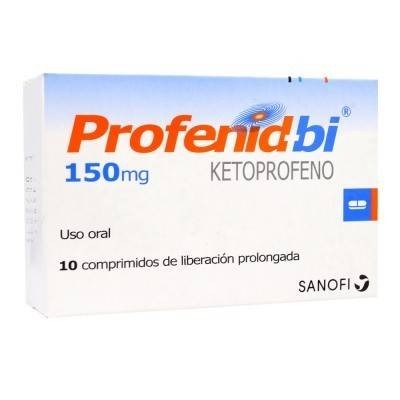 Profenid-bi®
150mg KETOPROFENO
Uso oral
10 comprimidos de liberación prolongada
SANOFI